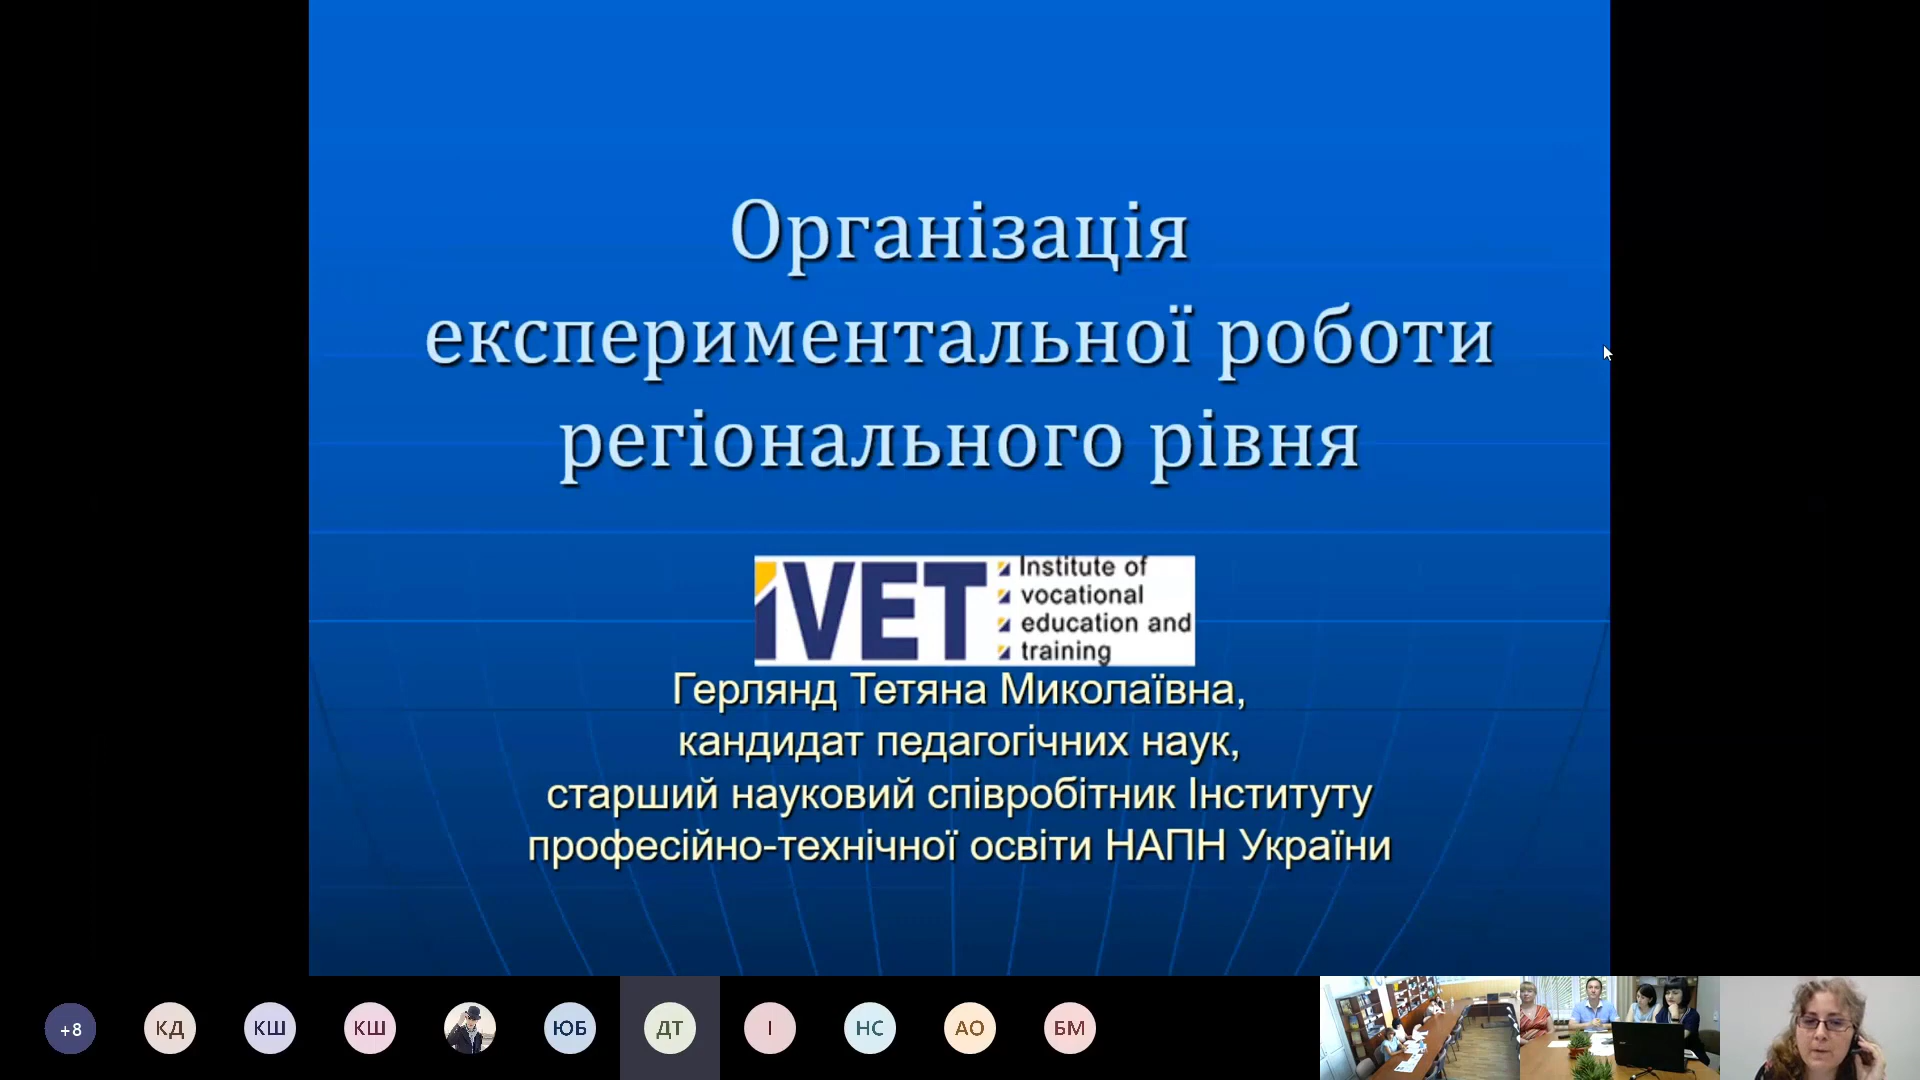 Організація
експериментальної роботи
регіонального рівня
iVET
Institute of
vocational
education and
training
Герлянд Тетяна Миколаївна,
кандидат педагогічних наук,
старший науковий співробітник Інституту
професійно-технічної освіти НАПН України
+8
КД
КШ
КШ
ЮБ
ДТ
І
НС
АО
БМ